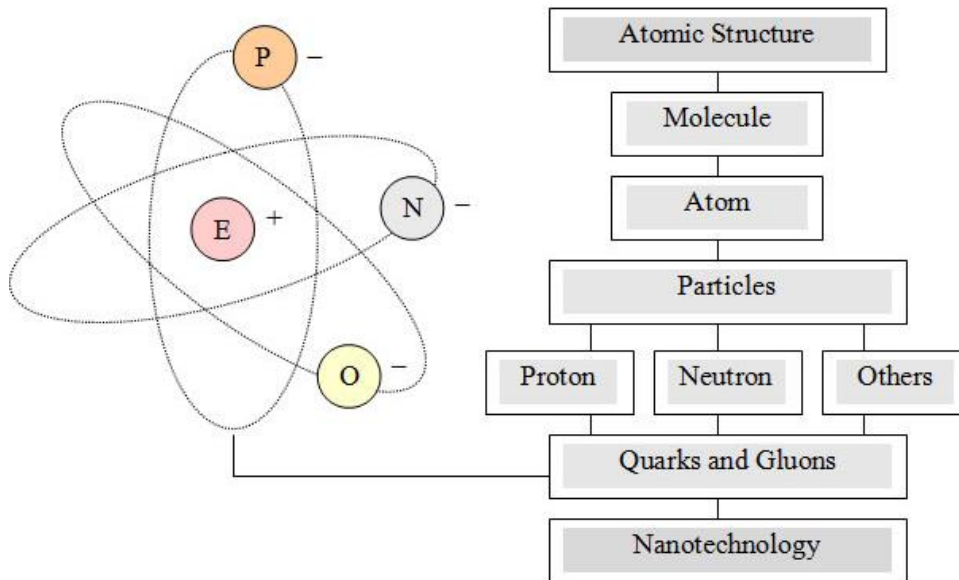 P –
N –
E +
O –
Atomic Structure
Molecule
Atom
Particles
Proton Neutron Others
Quarks and Gluons
Nanotechnology